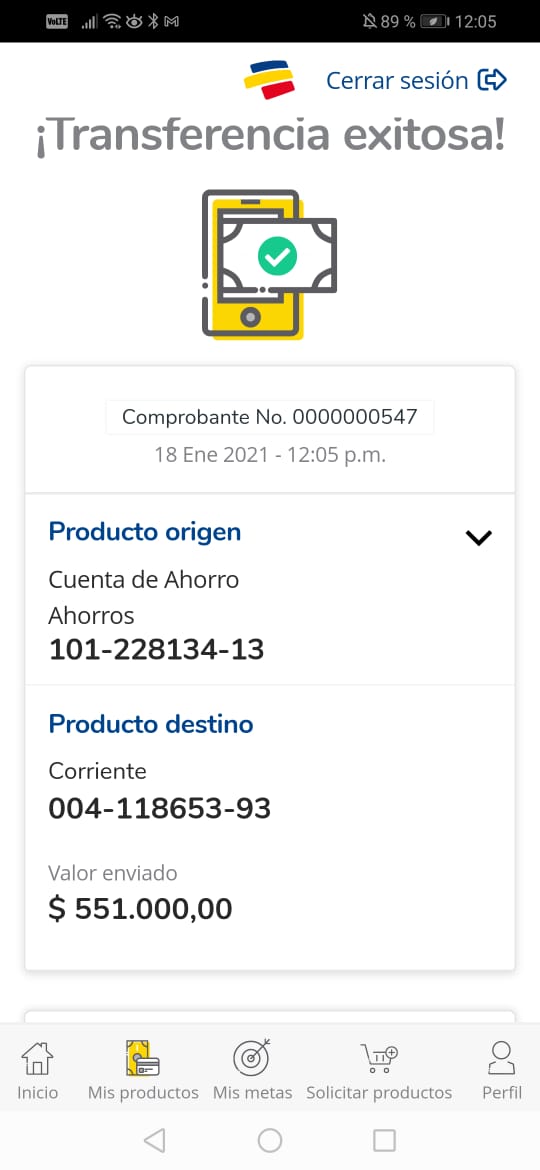 VoLTE 89 % 12:05
Cerrar sesión
¡Transferencia exitosa!
Comprobante No. 0000000547
18 Ene 2021 - 12:05 p.m.
Producto origen
Cuenta de Ahorro
Ahorros
101-228134-13
Producto destino
Corriente
004-118653-93
Valor enviado
$ 551.000,00
Inicio Mis productos Mis metas Solicitar productos Perfil